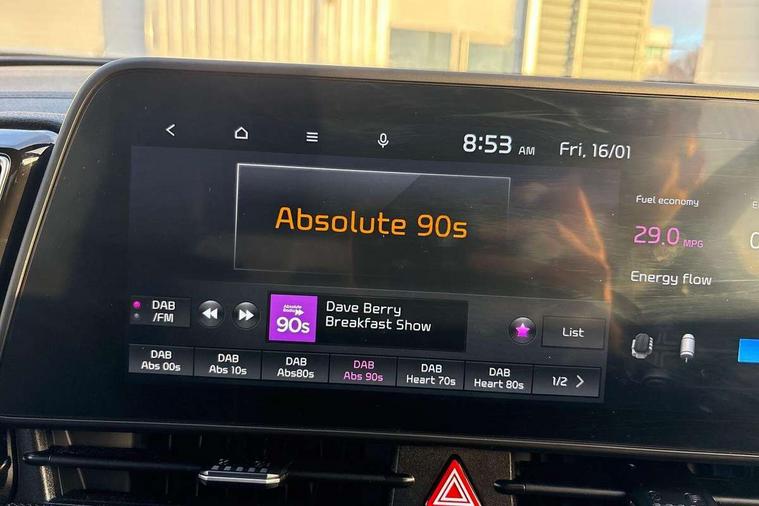 8:53 AM Fri, 16/01
Absolute 90s
Fuel economy
29.0 MPG
Energy flow
DAB
/FM
Absolute
Radio
90s
Dave Berry
Breakfast Show
List
DAB
Abs 00s
DAB
Abs 10s
DAB
Abs80s
DAB
Abs 90s
DAB
Heart 70s
DAB
Heart 80s
1/2